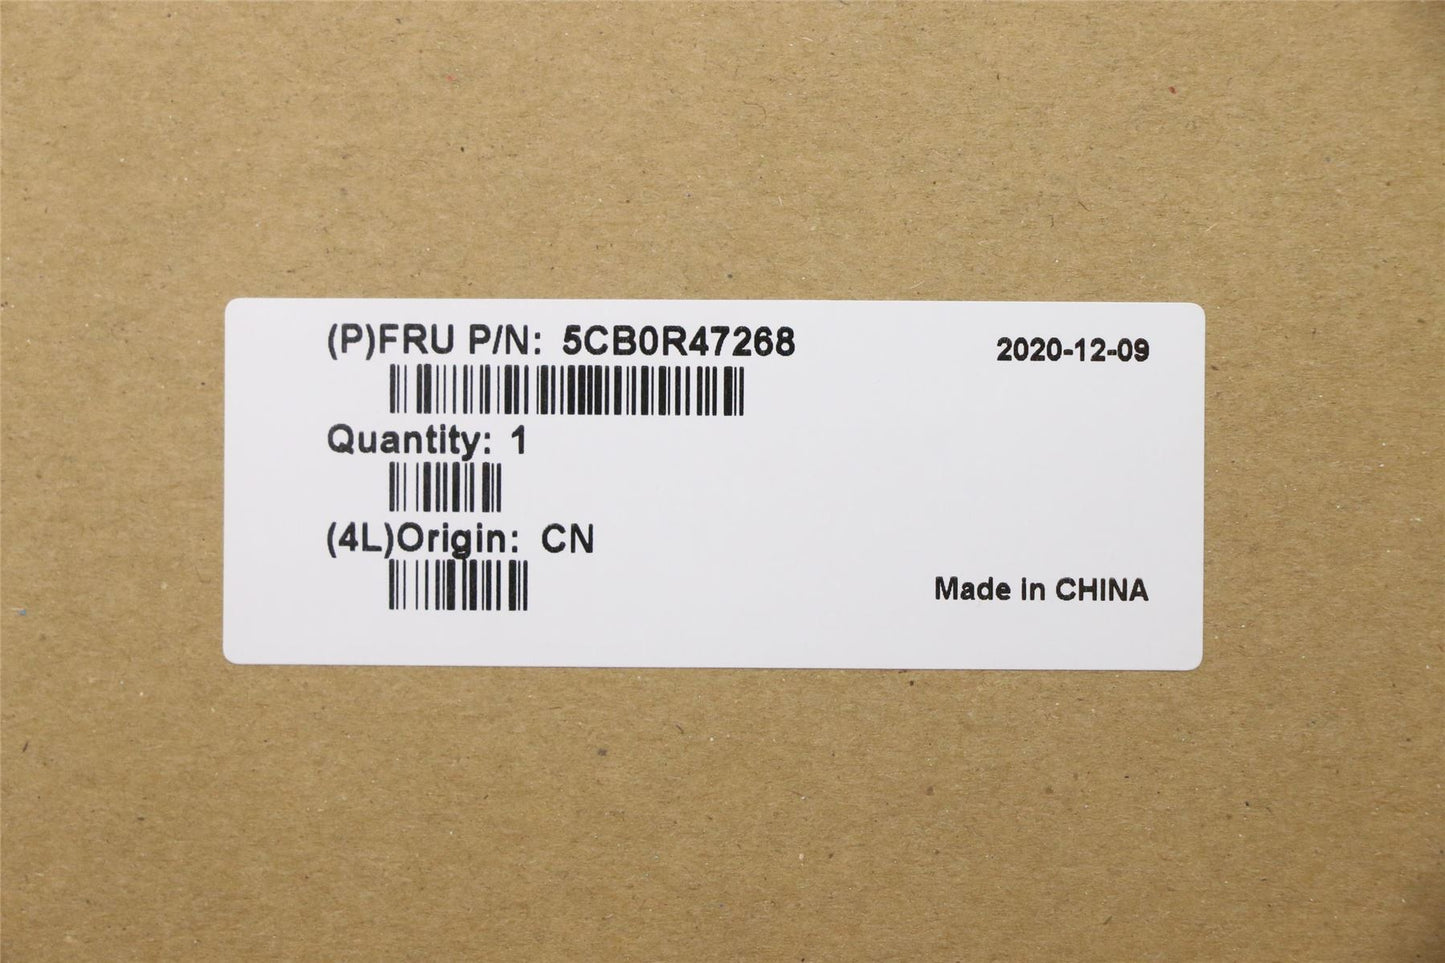 (P)FRU P/N: 5CB0R47268
2020-12-09
Quantity: 1
(4L)Origin: CN
Made in CHINA